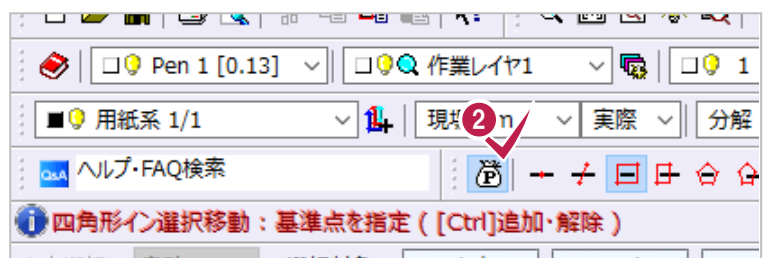 Pen 1 [0.13] 作業レイヤ1 1
用紙系 1/1 現 m 実際 分解
2
Q&A ヘルプ・FAQ検索 P
四角形イン選択移動:基準点を指定([Ctrl]追加・解除)